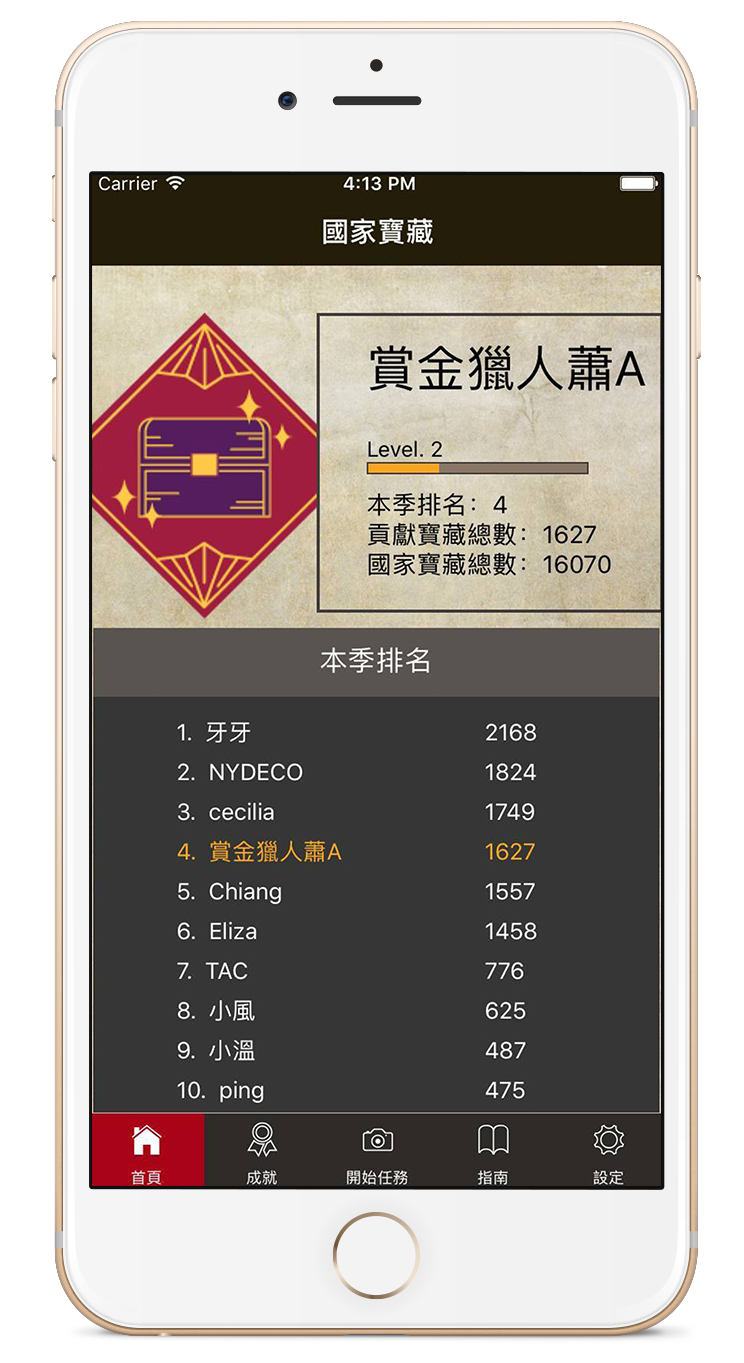 Carrier 4:13 PM
國家寶藏
賞金獵人蕭A
Level. 2
本季排名：4
貢獻寶藏總數：1627
國家寶藏總數：16070
本季排名
1. 牙牙 2168
2. NYDECO 1824
3. cecilia 1749
4. 賞金獵人蕭A 1627
5. Chiang 1557
6. Eliza 1458
7. TAC 776
8. 小風 625
9. 小溫 487
10. ping 475
首頁 成就 開始任務 指南 設定